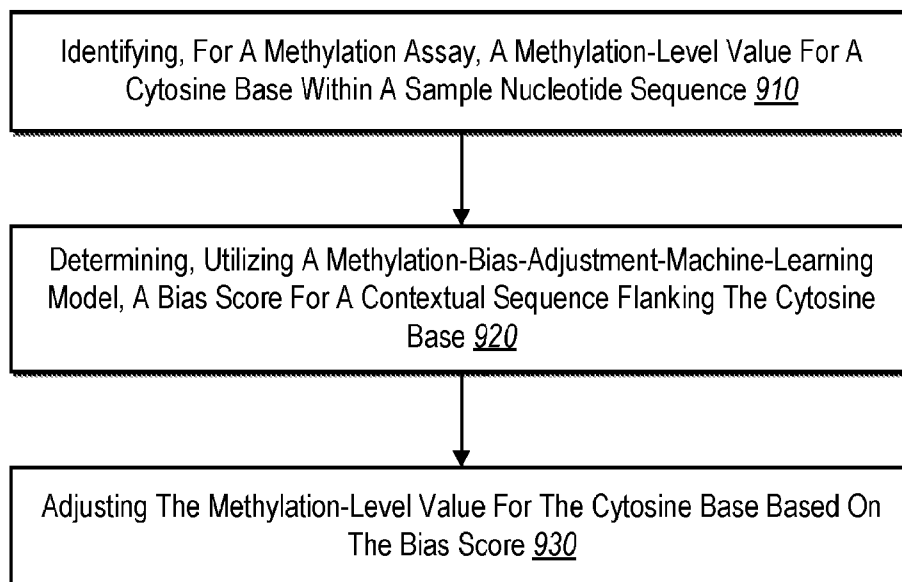 Identifying, For A Methylation Assay, A Methylation-Level Value For A
Cytosine Base Within A Sample Nucleotide Sequence 910
Determining, Utilizing A Methylation-Bias-Adjustment-Machine-Learning
Model, A Bias Score For A Contextual Sequence Flanking The Cytosine
Base 920
Adjusting The Methylation-Level Value For The Cytosine Base Based On
The Bias Score 930